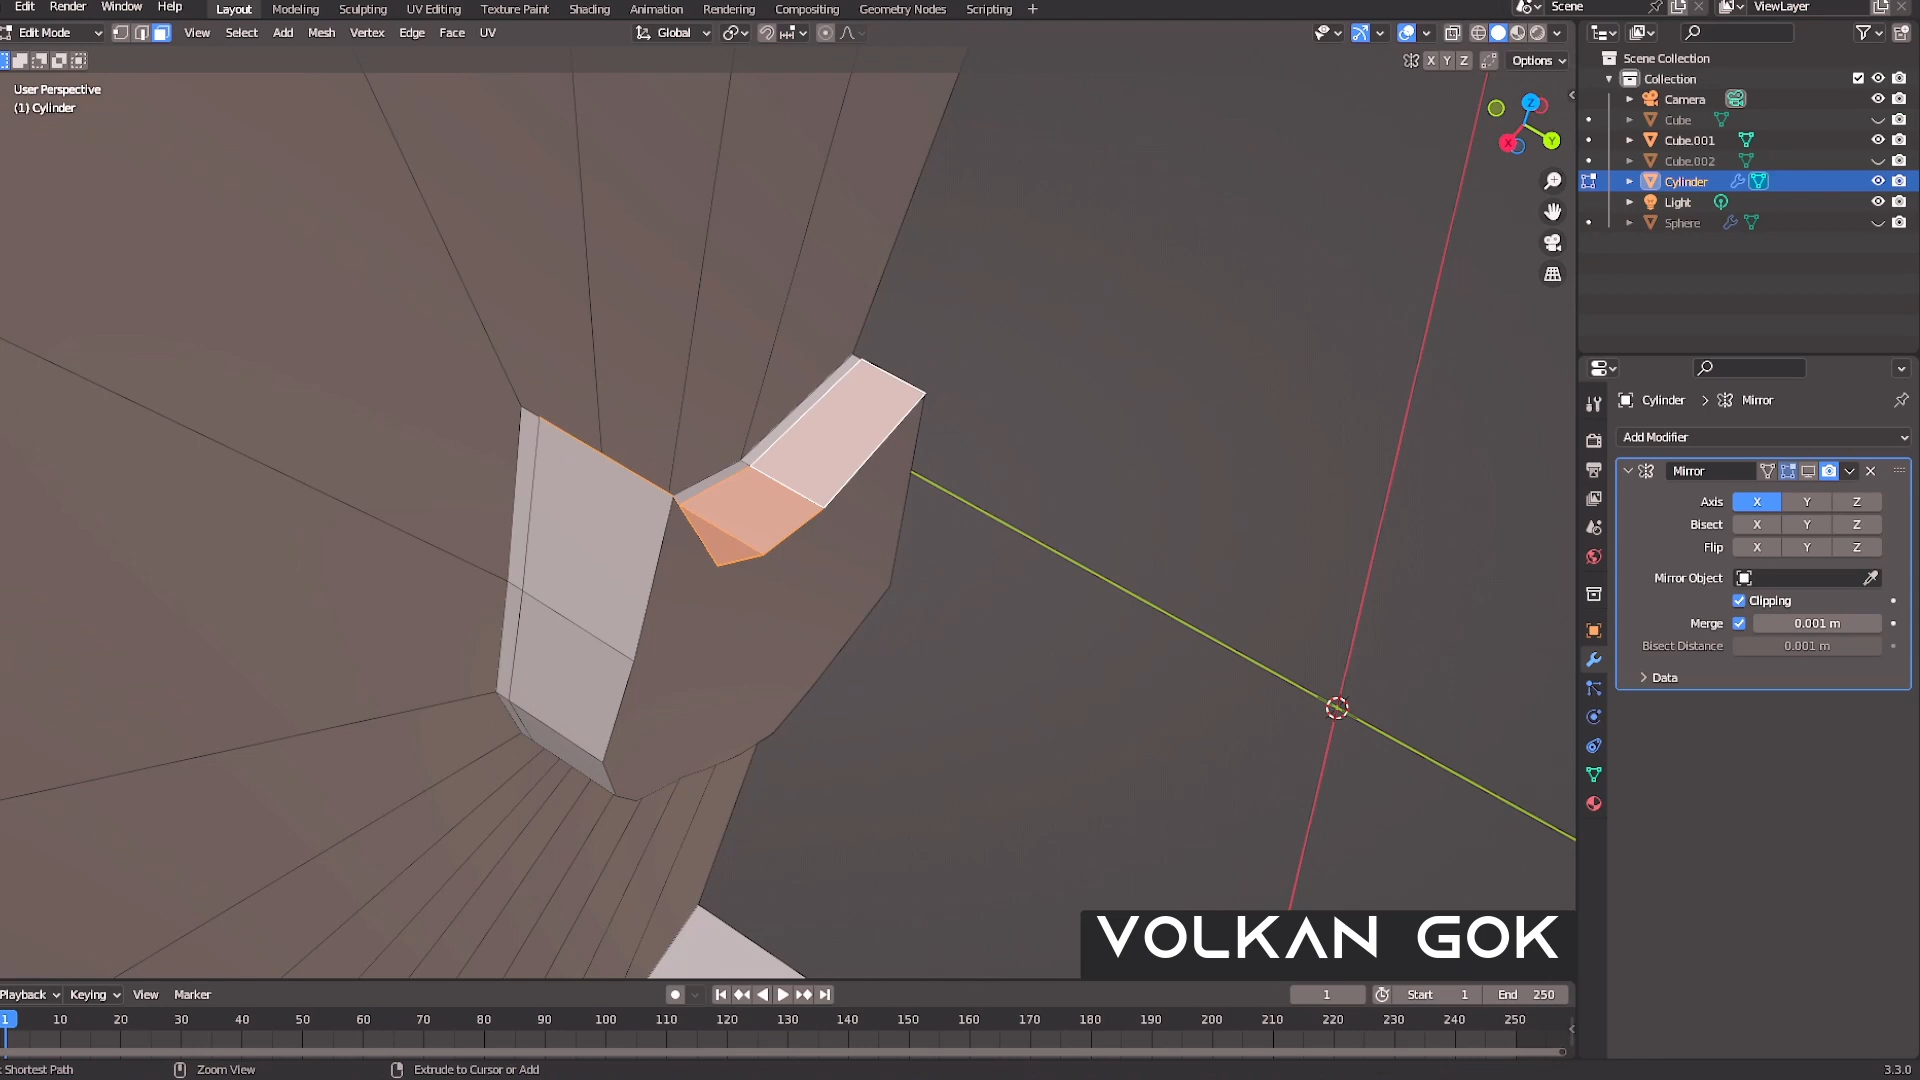 Edit Render Window Help Layout Modeling Sculpting UV Editing Texture Paint Shading Animation Rendering Compositing Geometry Nodes Scripting + Scene ViewLayer
Edit Mode View Select Add Mesh Vertex Edge Face UV Global
X Y Z Options
User Perspective
(1) Cylinder
Z
Y
X
Scene Collection
Collection
Camera
Cube
Cube.001
Cube.002
Cylinder
Light
Sphere
Cylinder > Mirror
Add Modifier
Mirror
Axis X Y Z
Bisect X Y Z
Flip X Y Z
Mirror Object
Clipping
Merge 0.001 m
Bisect Distance 0.001 m
Data
VOLKAN GOK
Playback Keying View Marker 1 Start 1 End 250
1 10 20 30 40 50 60 70 80 90 100 110 120 130 140 150 160 170 180 190 200 210 220 230 240 250
Shortest Path Zoom View Extrude to Cursor or Add 3.3.0